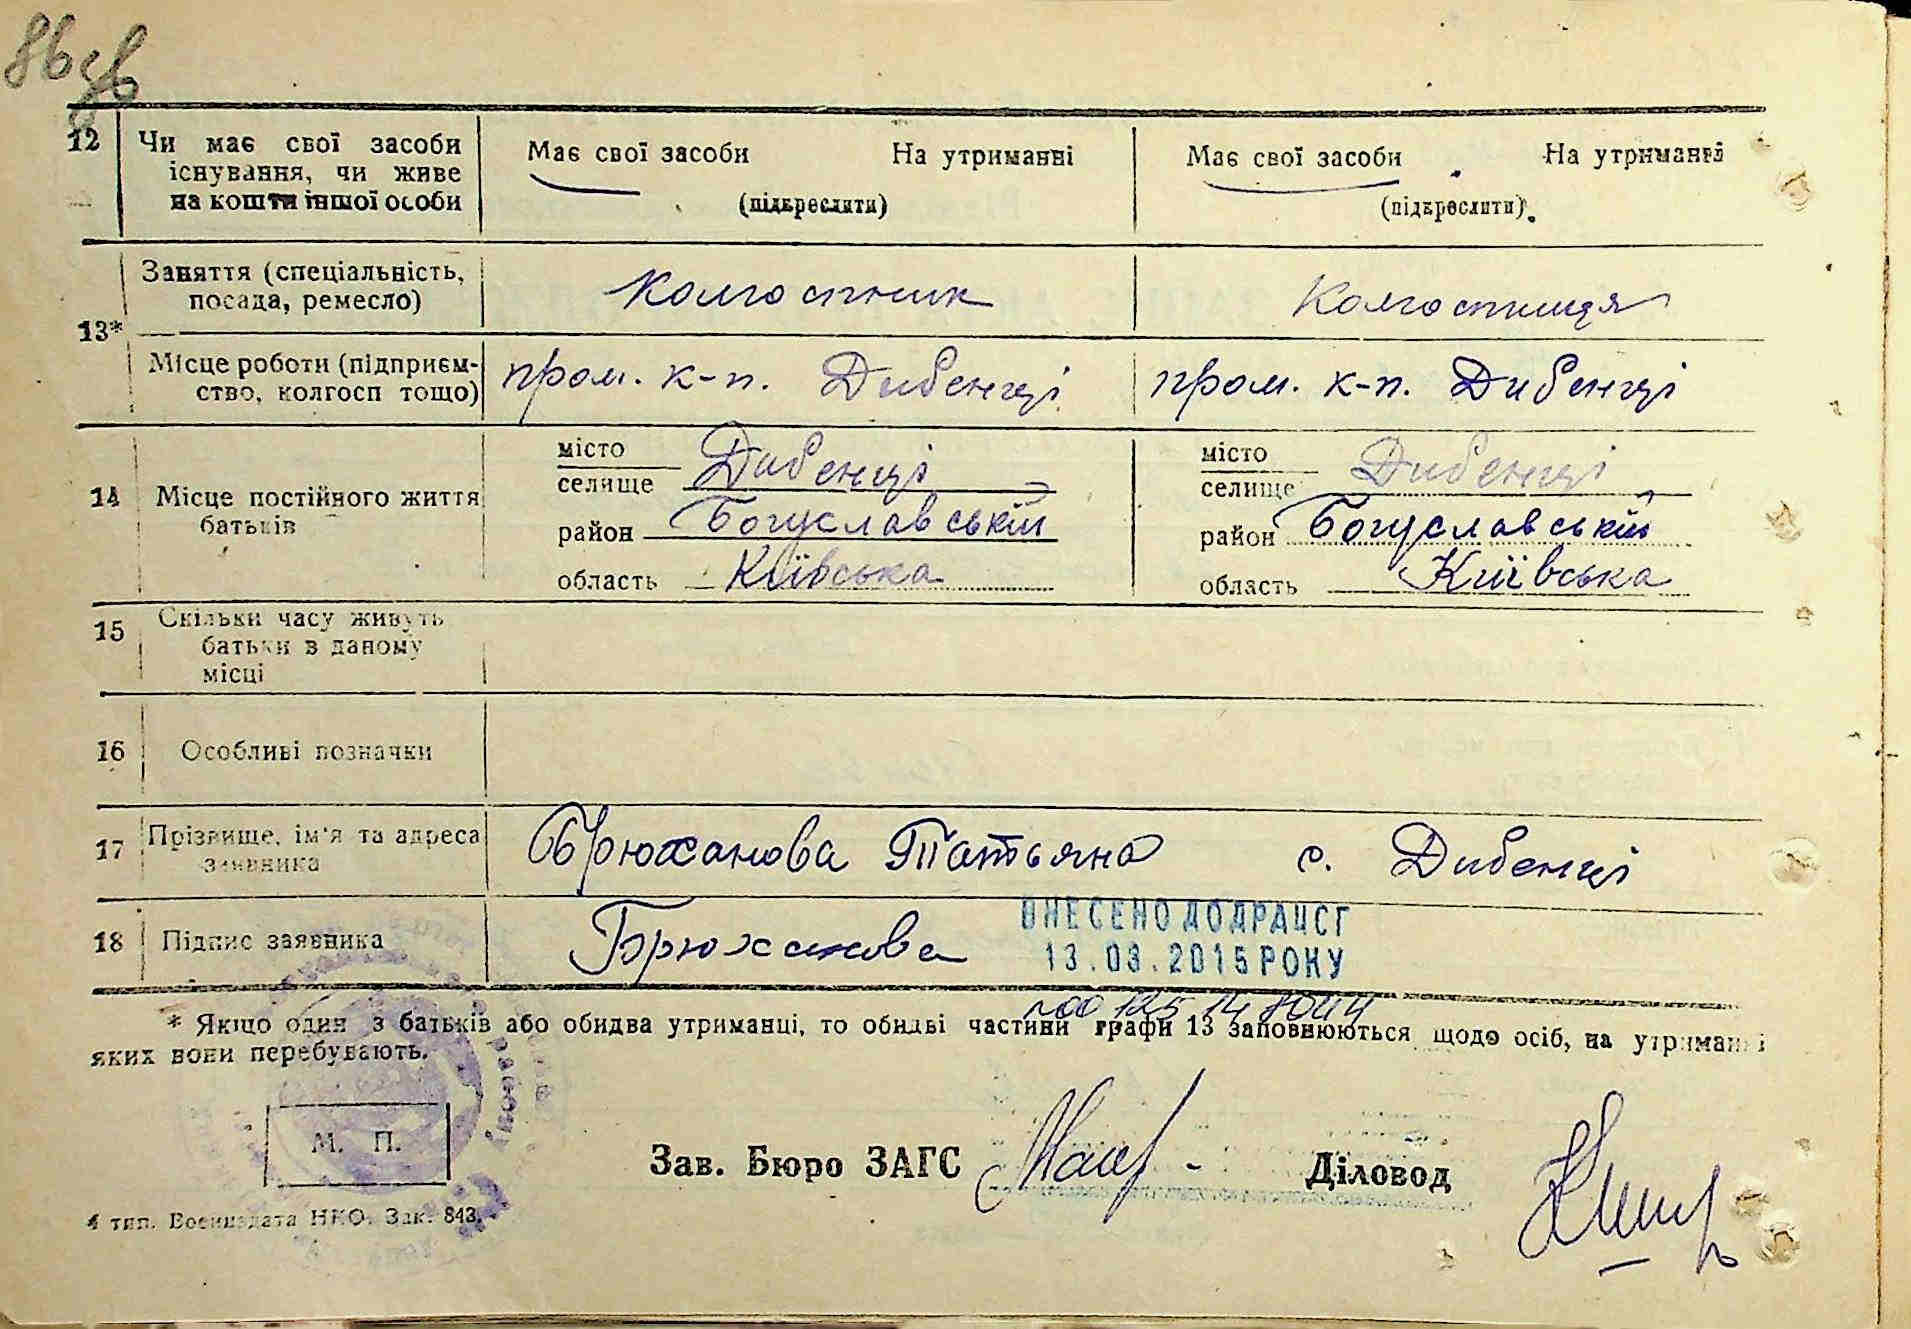 86 зв
12
Чи має свої засоби
існування, чи живе
на кошти іншої особи
Має свої засоби На утриманні
(підкреслити)
Має свої засоби На утриманні
(підкреслити)
13*
Заняття (спеціальність,
посада, ремесло)
Колгоспник
Колгоспниця
Місце роботи (підприєм-
ство, колгосп тощо)
пром. к-п. Дибенці
пром. к-п. Дибенці
14
Місце постійного життя
батьків
місто
селище Дибенці
район Богуславський
область Київська
місто
селище Дибенці
район Богуславський
область Київська
15
Скільки часу живуть
батьки в даному
місці
16
Особливі позначки
17
Прізвище, ім'я та адреса
заявника
Брюханова Татьяна с. Дибенці
18
Підпис заявника
Брюханова
ВНЕСЕНО ДО ДРАЦСГ
13.03.2015 РОКУ
* Якщо один з батьків або обидва утриманці, то обидві частини графи 13 заповнюються щодо осіб, на утриманні
яких вони перебувають.
М. П.
Зав. Бюро ЗАГС
Діловод
4 тип. Воениздата НКО. Зак. 843.